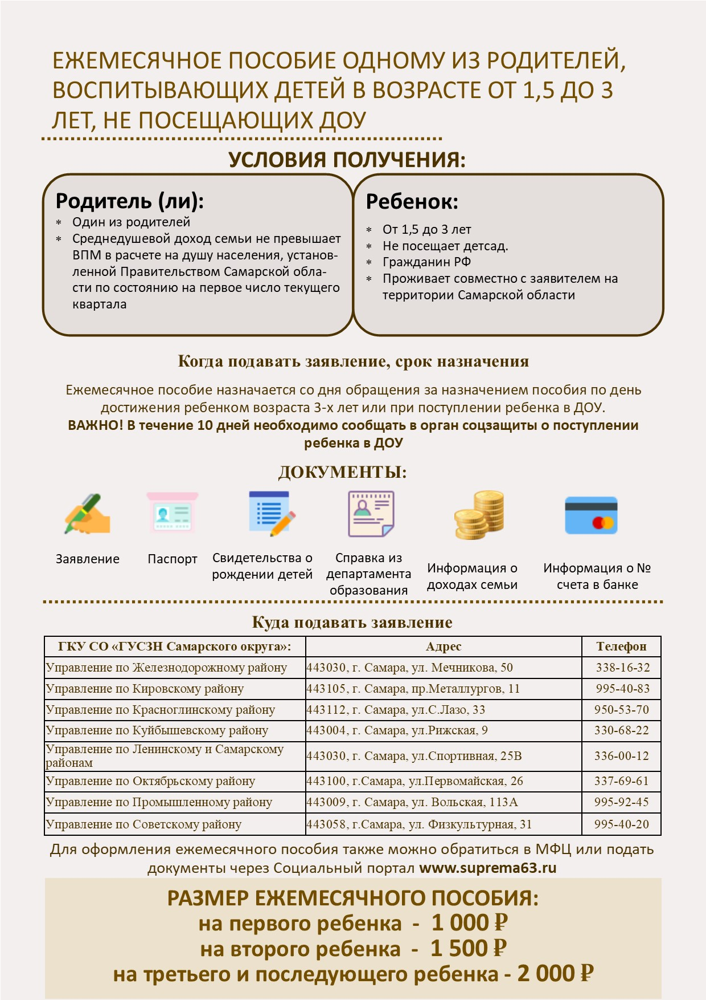 ЕЖЕМЕСЯЧНОЕ ПОСОБИЕ ОДНОМУ ИЗ РОДИТЕЛЕЙ,
ВОСПИТЫВАЮЩИХ ДЕТЕЙ В ВОЗРАСТЕ ОТ 1,5 ДО 3
ЛЕТ, НЕ ПОСЕЩАЮЩИХ ДОУ
УСЛОВИЯ ПОЛУЧЕНИЯ:
Родитель (ли):
* Один из родителей
* Среднедушевой доход семьи не превышает
ВПМ в расчете на душу населения, установ-
ленной Правительством Самарской обла-
сти по состоянию на первое число текущего
квартала
Ребенок:
* От 1,5 до 3 лет
* Не посещает детсад.
* Гражданин РФ
* Проживает совместно с заявителем на
территории Самарской области
Когда подавать заявление, срок назначения
Ежемесячное пособие назначается со дня обращения за назначением пособия по день
достижения ребенком возраста 3-х лет или при поступлении ребенка в ДОУ.
ВАЖНО! В течение 10 дней необходимо сообщать в орган соцзащиты о поступлении
ребенка в ДОУ
ДОКУМЕНТЫ:
Заявление
Паспорт
Свидетельства о
рождении детей
Справка из
департамента
образования
Информация о
доходах семьи
Информация о №
счета в банке
Куда подавать заявление
ГКУ СО «ГУСЗН Самарского округа»: Адрес Телефон
Управление по Железнодорожному району 443030, г. Самара, ул. Мечникова, 50 338-16-32
Управление по Кировскому району 443105, г. Самара, пр.Металлургов, 11 995-40-83
Управление по Красноглинскому району 443112, г. Самара, ул.С.Лазо, 33 950-53-70
Управление по Куйбышевскому району 443004, г. Самара, ул.Рижская, 9 330-68-22
Управление по Ленинскому и Самарскому
районам 443030, г. Самара, ул.Спортивная, 25В 336-00-12
Управление по Октябрьскому району 443100, г.Самара, ул.Первомайская, 26 337-69-61
Управление по Промышленному району 443009, г. Самара, ул. Вольская, 113А 995-92-45
Управление по Советскому району 443058, г.Самара, ул. Физкультурная, 31 995-40-20
Для оформления ежемесячного пособия также можно обратиться в МФЦ или подать
документы через Социальный портал www.suprema63.ru
РАЗМЕР ЕЖЕМЕСЯЧНОГО ПОСОБИЯ:
на первого ребенка - 1 000 ₽
на второго ребенка - 1 500 ₽
на третьего и последующего ребенка - 2 000 ₽